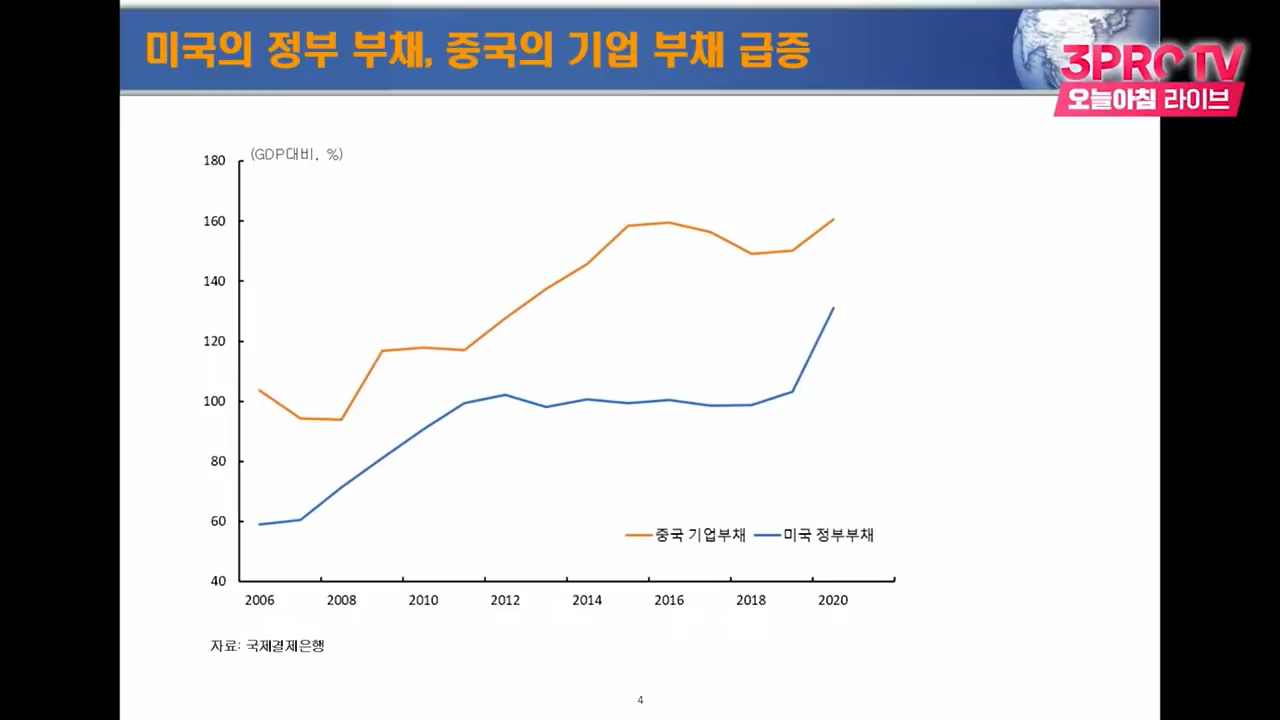 미국의 정부 부채, 중국의 기업 부채 급증
3PROTV
오늘아침 라이브
(GDP대비, %)
180
160
140
120
100
80
60
40
중국 기업부채 미국 정부부채
2006 2008 2010 2012 2014 2016 2018 2020
자료: 국제결제은행
4